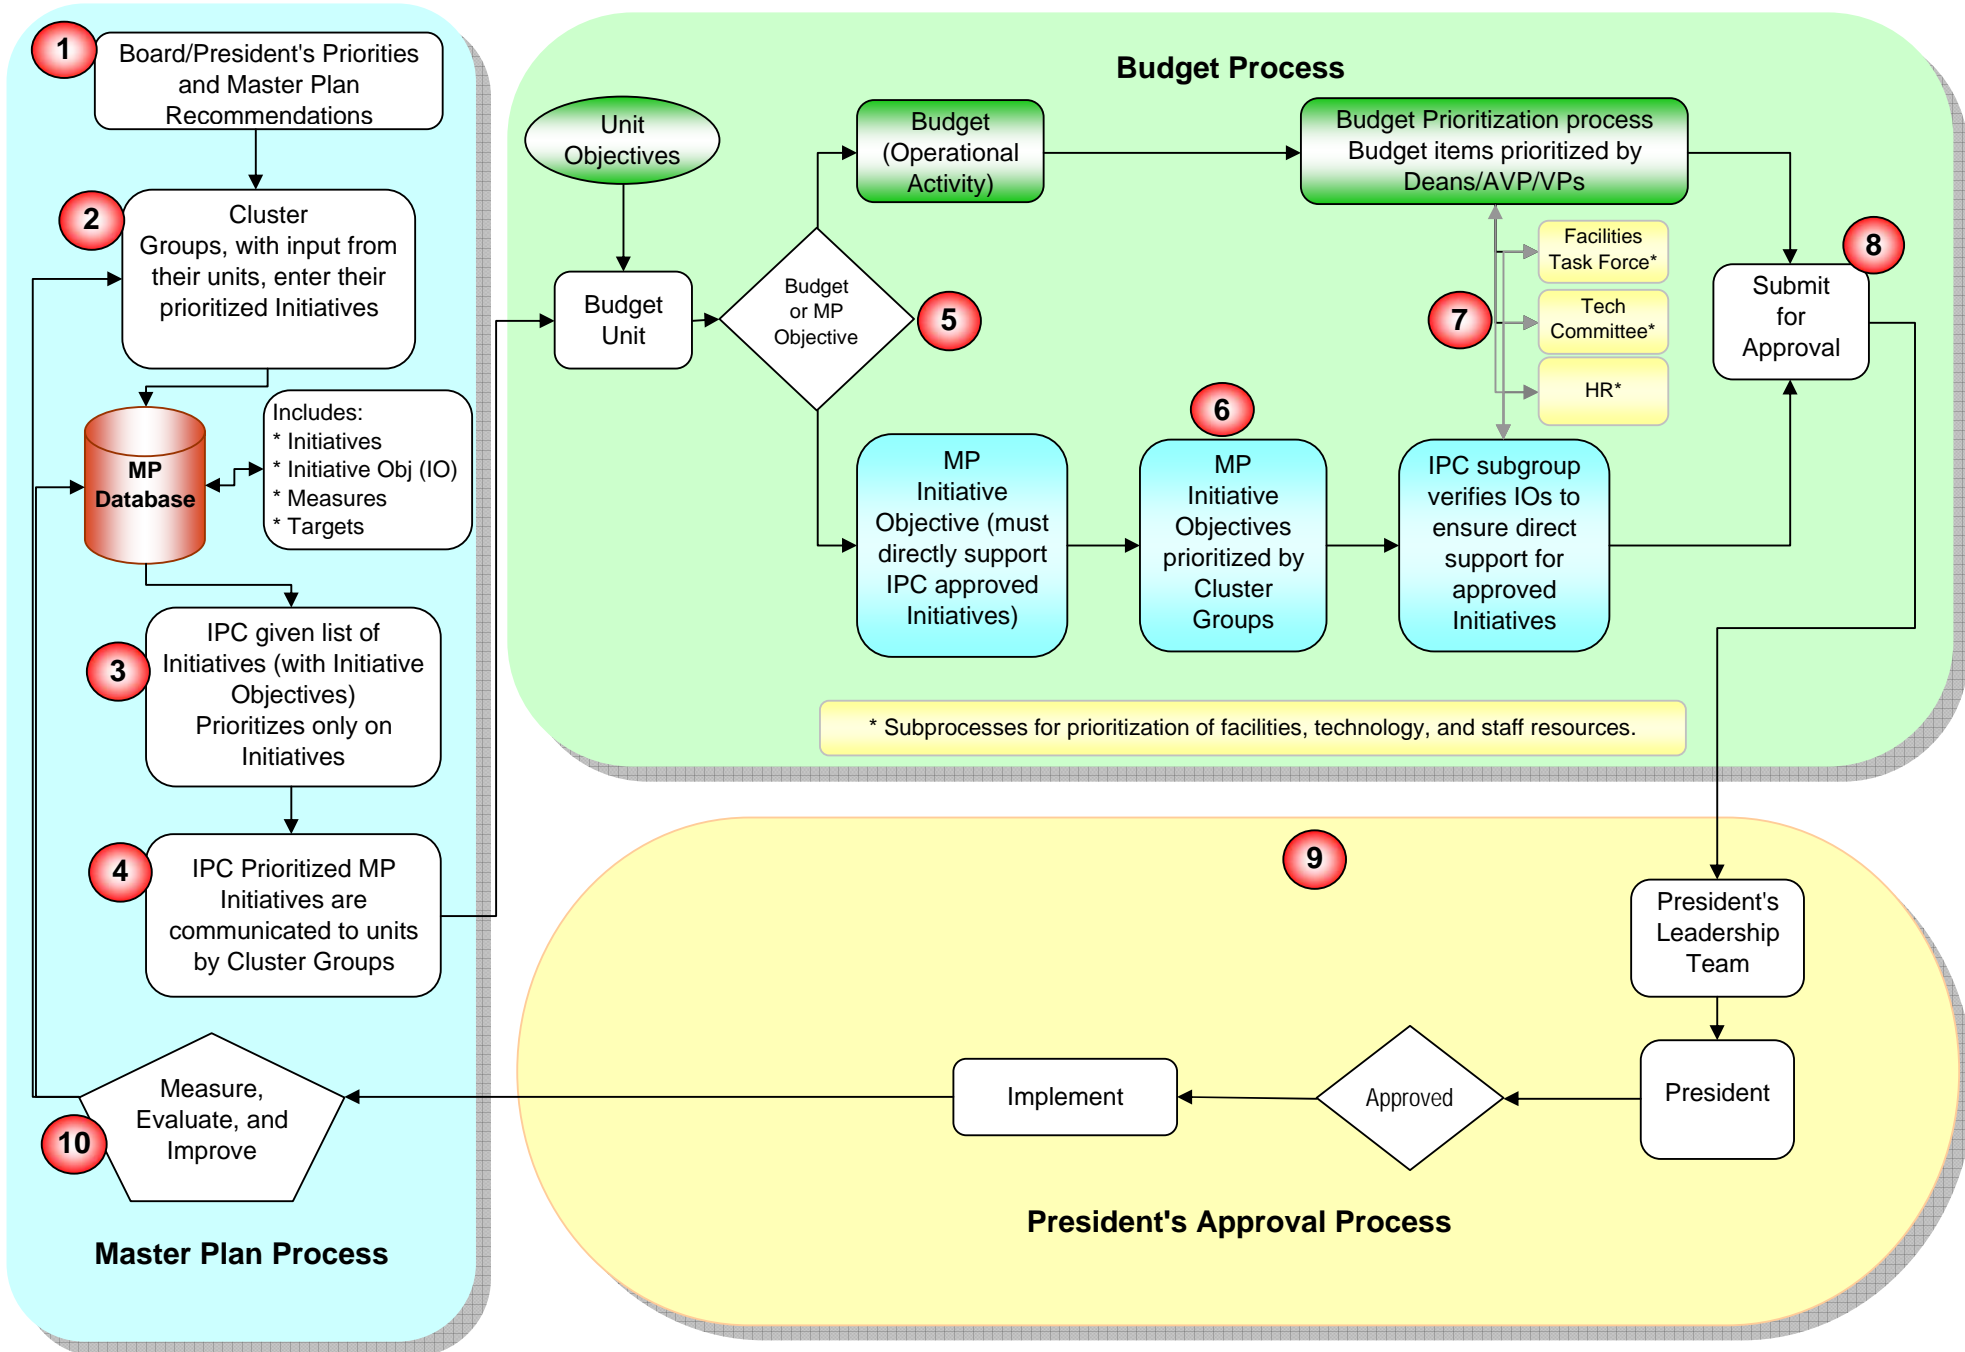 1
Board/President's Priorities
and Master Plan
Recommendations
2
Cluster
Groups, with input from
their units, enter their
prioritized Initiatives
MP
Database
Includes:
* Initiatives
* Initiative Obj (IO)
* Measures
* Targets
3
IPC given list of
Initiatives (with Initiative
Objectives)
Prioritizes only on
Initiatives
4
IPC Prioritized MP
Initiatives are
communicated to units
by Cluster Groups
10
Measure,
Evaluate, and
Improve
Master Plan Process
Budget Process
Unit
Objectives
Budget
Unit
Budget
or MP
Objective
5
Budget
(Operational
Activity)
Budget Prioritization process
Budget items prioritized by
Deans/AVP/VPs
7
Facilities
Task Force*
Tech
Committee*
HR*
8
Submit
for
Approval
MP
Initiative
Objective (must
directly support
IPC approved
Initiatives)
6
MP
Initiative
Objectives
prioritized by
Cluster
Groups
IPC subgroup
verifies IOs to
ensure direct
support for
approved
Initiatives
* Subprocesses for prioritization of facilities, technology, and staff resources.
9
President's
Leadership
Team
President
Approved
Implement
President's Approval Process